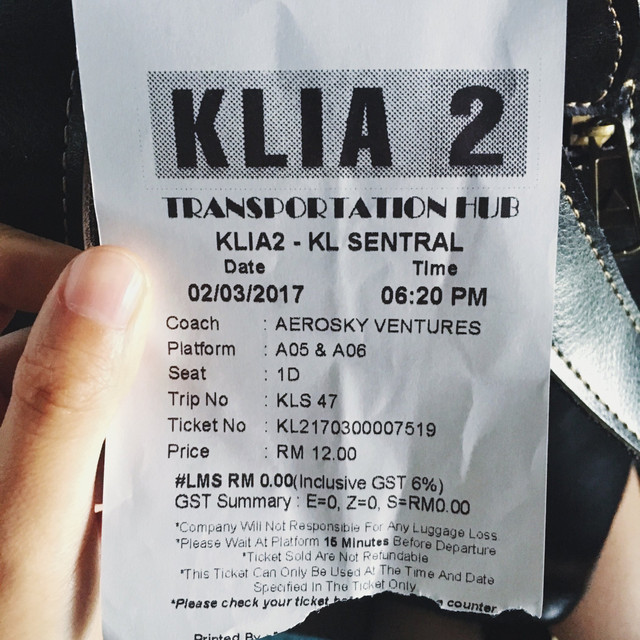 KLIA 2
TRANSPORTATION HUB
KLIA2 - KL SENTRAL
Date Time
02/03/2017 06:20 PM
Coach : AEROSKY VENTURES
Platform : A05 & A06
Seat : 1D
Trip No : KLS 47
Ticket No : KL2170300007519
Price : RM 12.00
#LMS RM 0.00(Inclusive GST 6%)
GST Summary : E=0, Z=0, S=RM0.00
*Company Will Not Responsible For Any Luggage Loss.
*Please Wait At Platform 15 Minutes Before Departure
*Ticket Sold Are Not Refundable
*This Ticket Can Only Be Used At The Time And Date
Specified In The Ticket Only
*Please check your ticket counter
Printed By